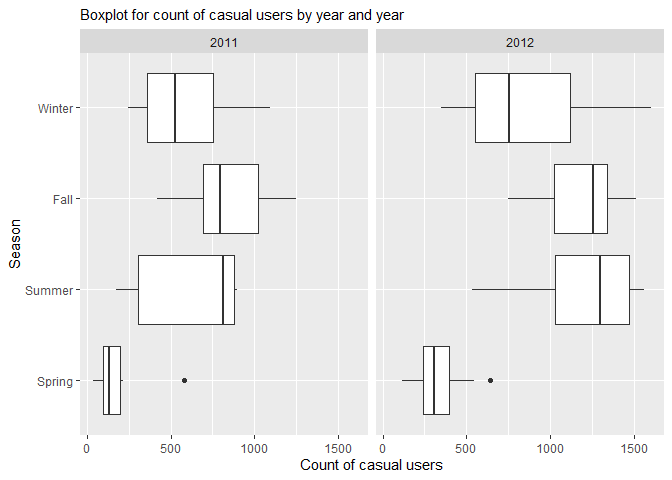 Boxplot for count of casual users by year and year
2011
2012
Winter
Fall
Summer
Spring
Season
0
500
1000
1500
0
500
1000
1500
Count of casual users